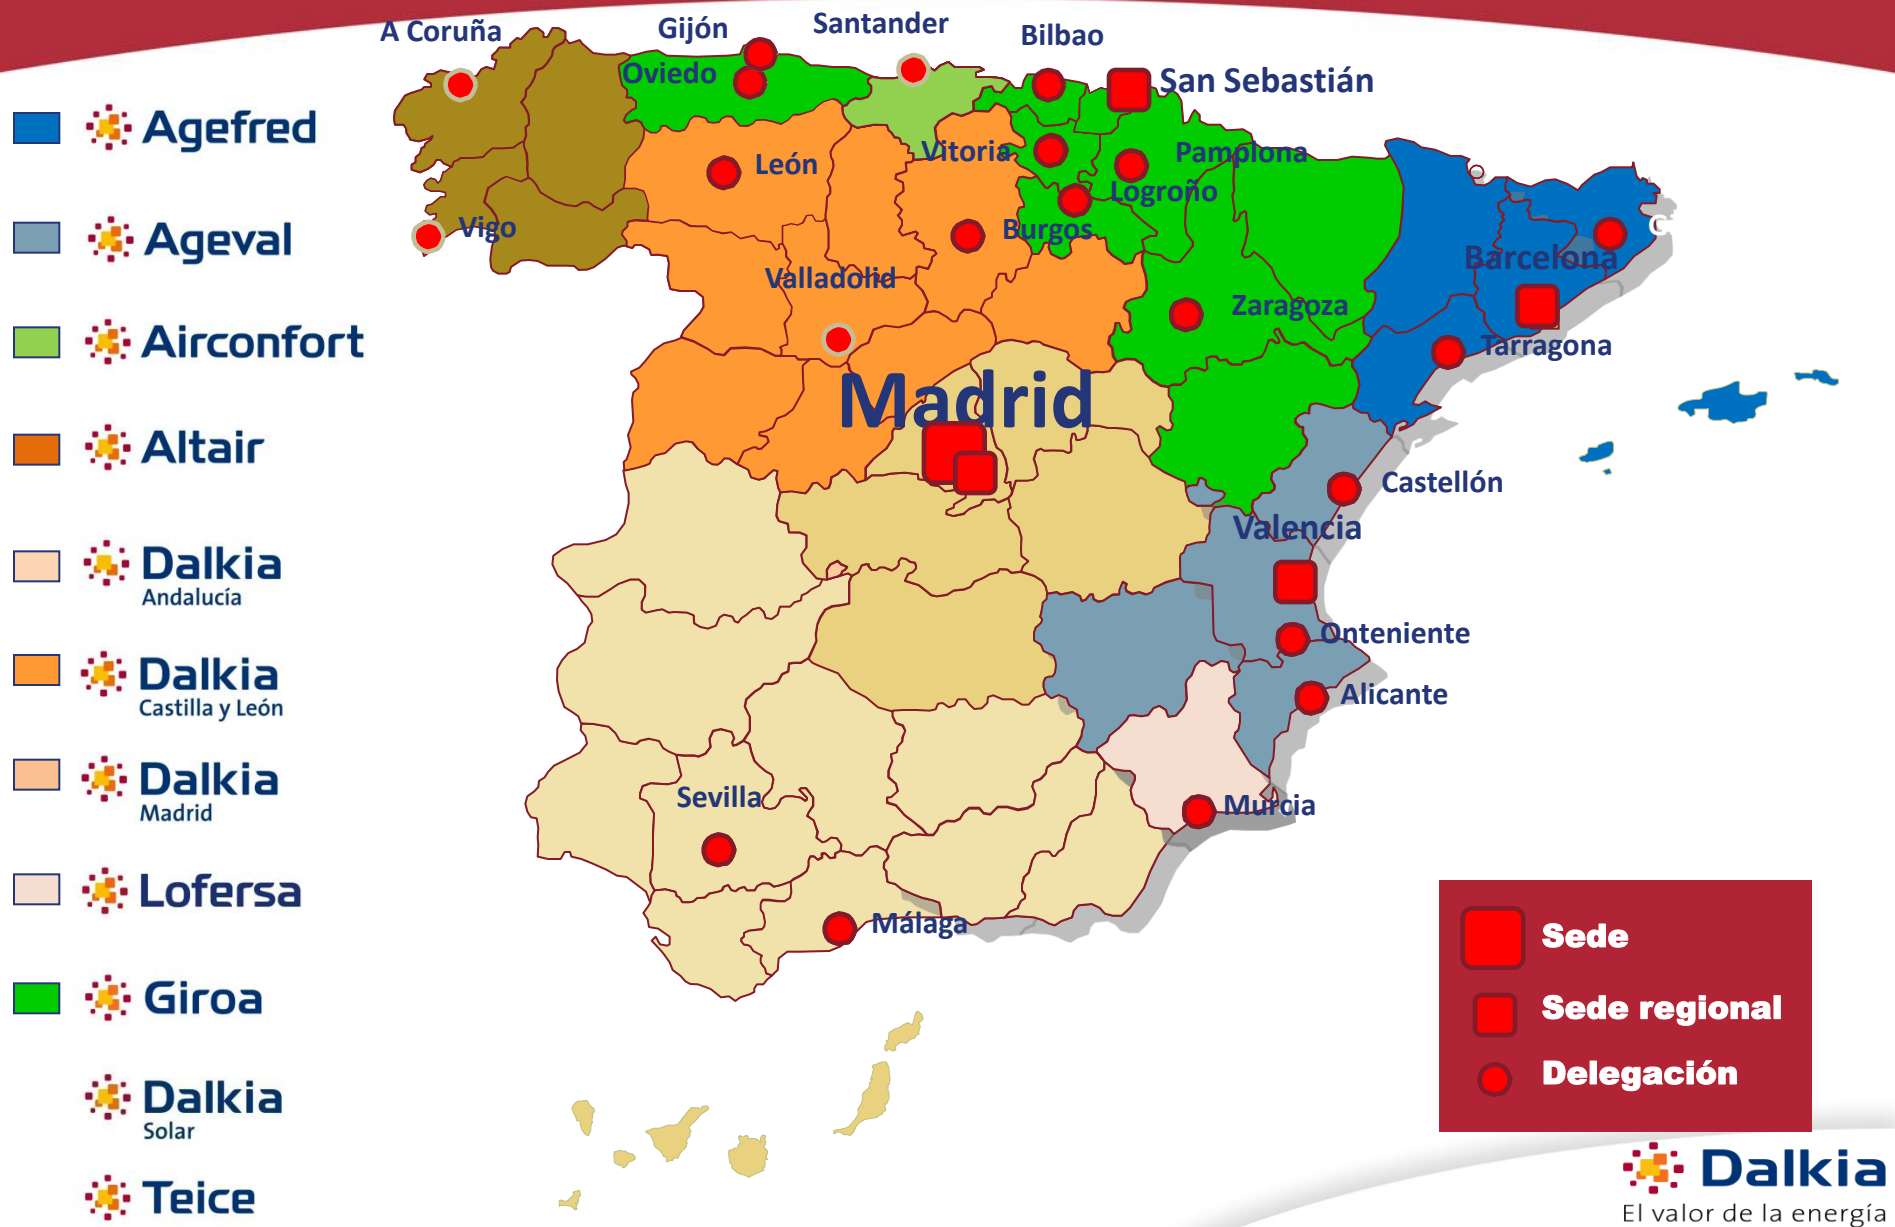 A Coruña
Gijón
Santander
Bilbao
Oviedo
San Sebastián
Agefred
León
Vitoria
Pamplona
Logroño
Ageval
Vigo
Burgos
G
Barcelona
Valladolid
Zaragoza
Airconfort
Tarragona
Madrid
Altair
Castellón
Valencia
Dalkia
Andalucía
Onteniente
Dalkia
Castilla y León
Alicante
Dalkia
Madrid
Sevilla
Murcia
Lofersa
Málaga
Sede
Giroa
Sede regional
Delegación
Dalkia
Solar
Teice
Dalkia
El valor de la energía